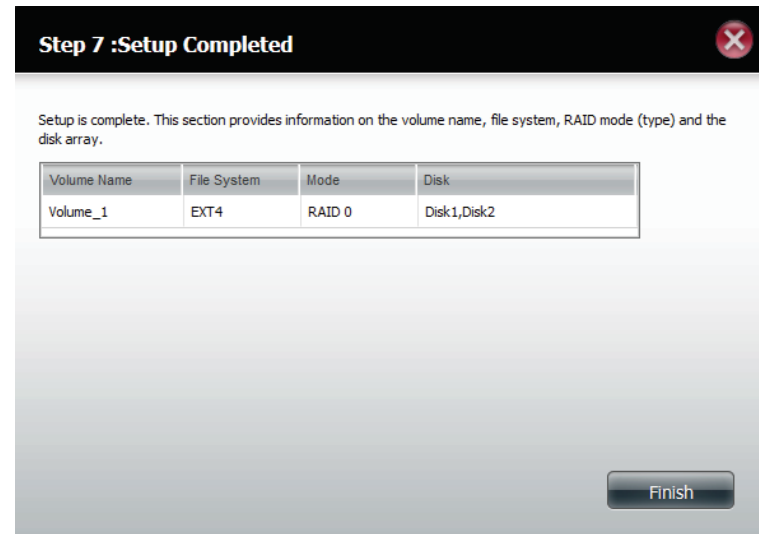 Step 7 :Setup Completed
Setup is complete. This section provides information on the volume name, file system, RAID mode (type) and the
disk array.
Volume Name File System Mode Disk
Volume_1 EXT4 RAID 0 Disk1,Disk2
Finish